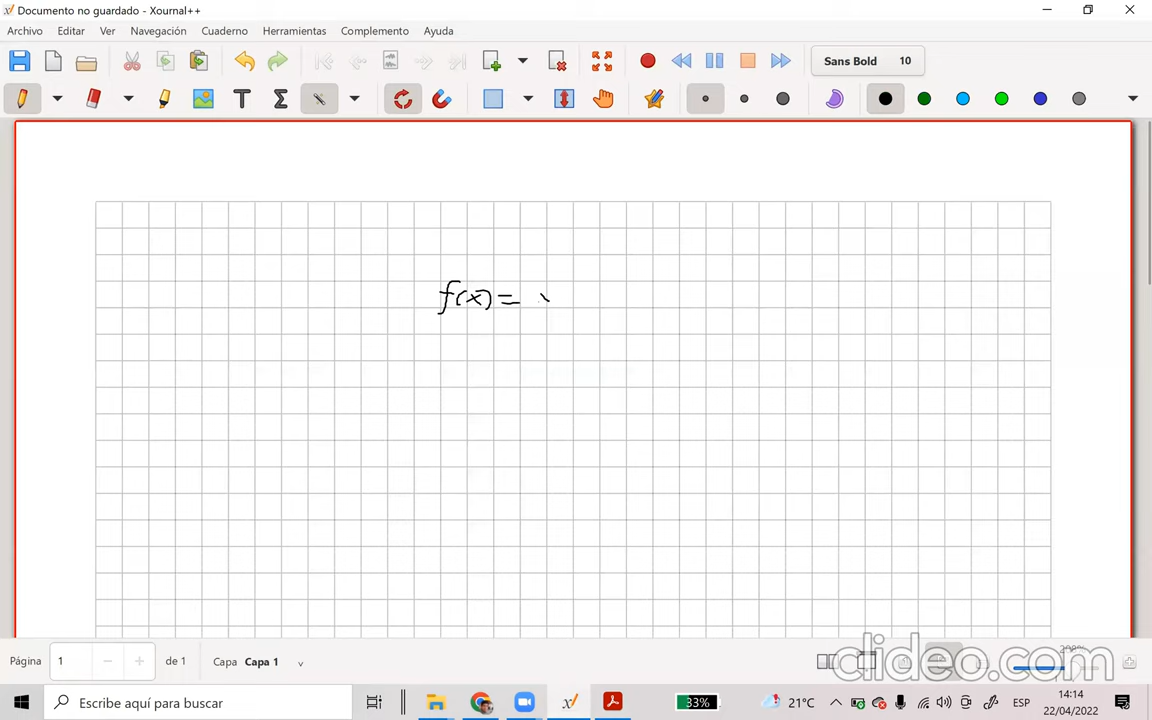 Documento no guardado - Xournal++
Archivo Editar Ver Navegación Cuaderno Herramientas Complemento Ayuda
Sans Bold 10
f(x) =
Página 1 de 1 Capa Capa 1
clideo.com
Escribe aquí para buscar
33%
21°C
ESP
14:14
22/04/2022